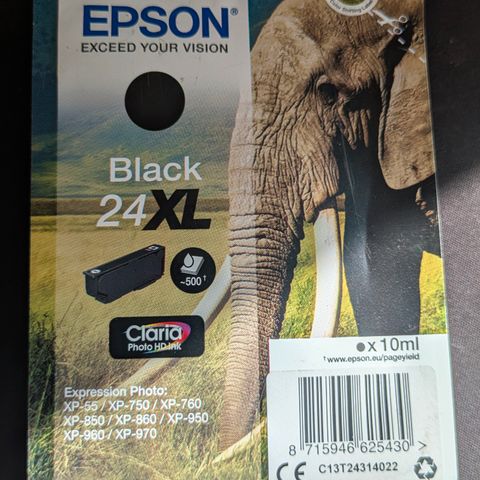 EPSON®
EXCEED YOUR VISION
Black
24XL
~500†
Claria
Photo HD Ink
x 10ml
†www.epson.eu/pageyield
Expression Photo:
XP-55 / XP-750 / XP-760
XP-850 / XP-860 / XP-950
XP-960 / XP-970
8 715946 625430 >
CE C13T24314022